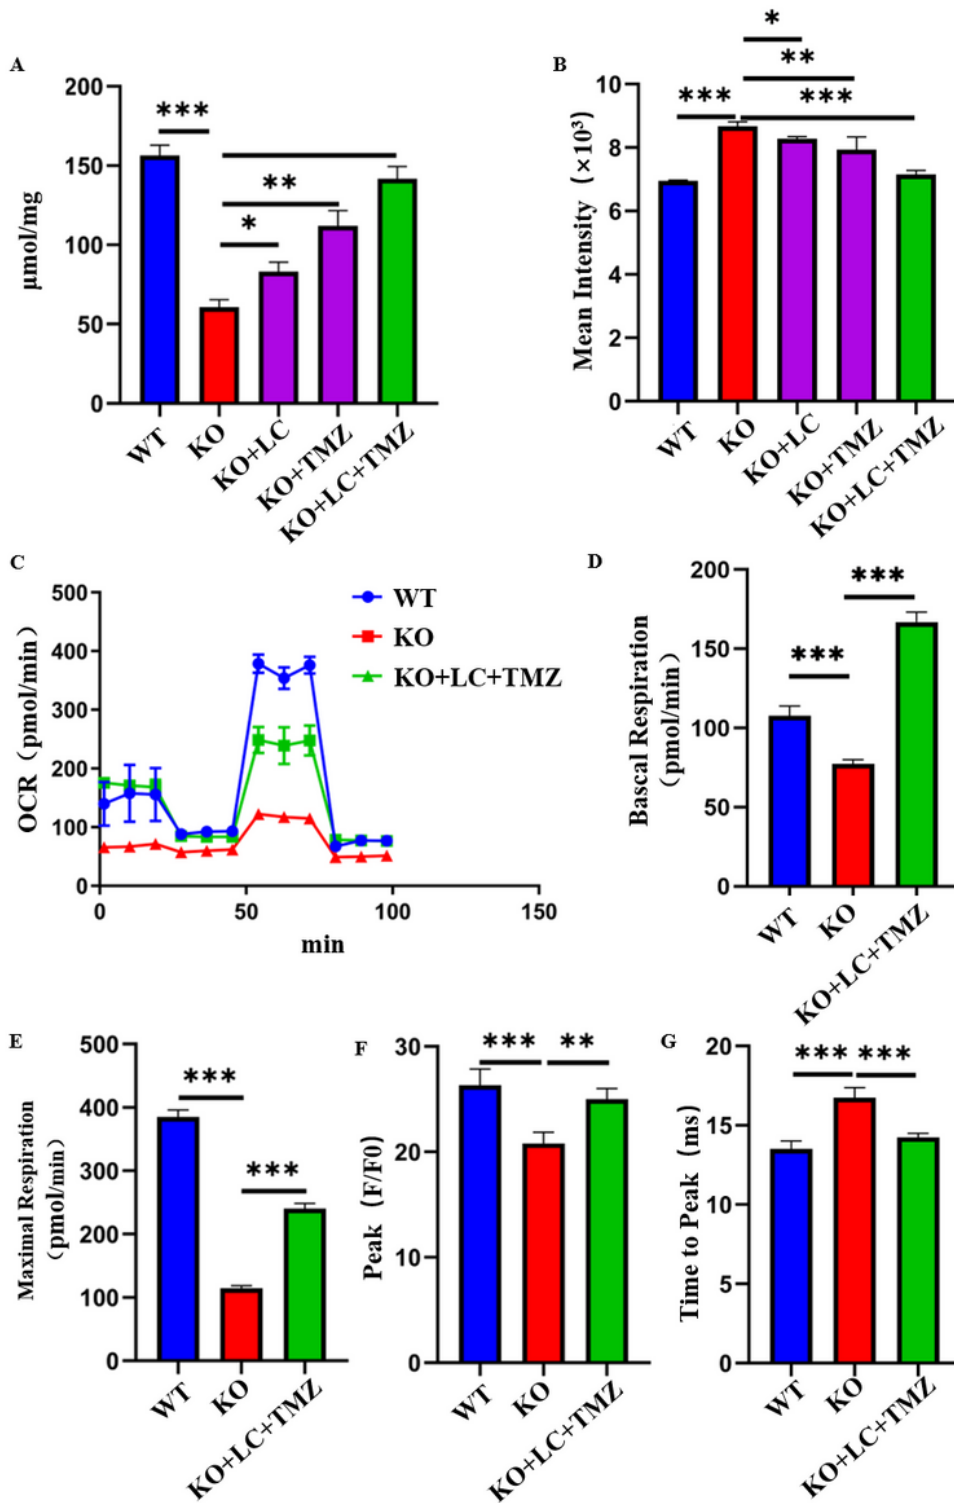 A
200
150
100
50
0
µmol/mg
***
**
*
WT
KO
KO+LC
KO+TMZ
KO+LC+TMZ
B
10
8
6
4
2
0
Mean Intensity (×10³)
*
**
***
***
WT
KO
KO+LC
KO+TMZ
KO+LC+TMZ
C
500
400
300
200
100
0
OCR (pmol/min)
0
50
100
150
min
WT
KO
KO+LC+TMZ
D
200
150
100
50
0
Bascal Respiration
(pmol/min)
***
***
WT
KO
KO+LC+TMZ
E
500
400
300
200
100
0
Maximal Respiration
(pmol/min)
***
***
WT
KO
KO+LC+TMZ
F
30
20
10
0
Peak (F/F0)
***
**
WT
KO
KO+LC+TMZ
G
20
15
10
5
0
Time to Peak (ms)
***
***
WT
KO
KO+LC+TMZ